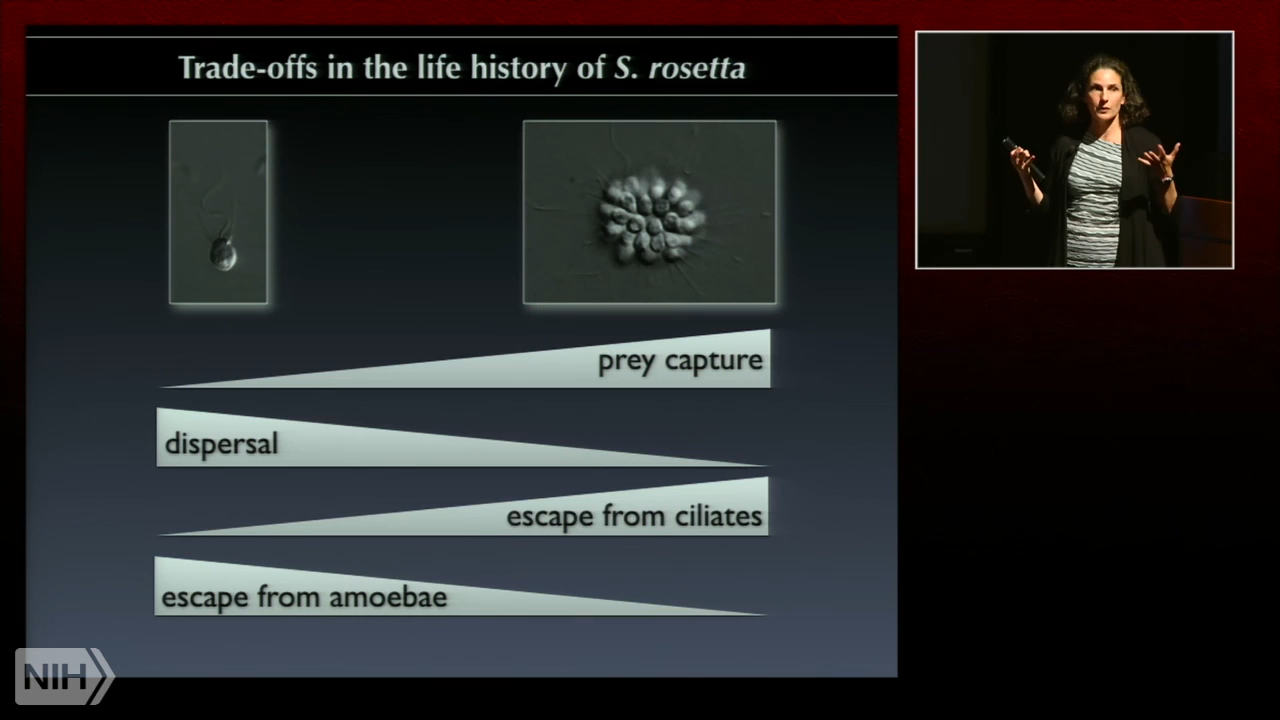 Trade-offs in the life history of S. rosetta
prey capture
dispersal
escape from ciliates
escape from amoebae
NIH